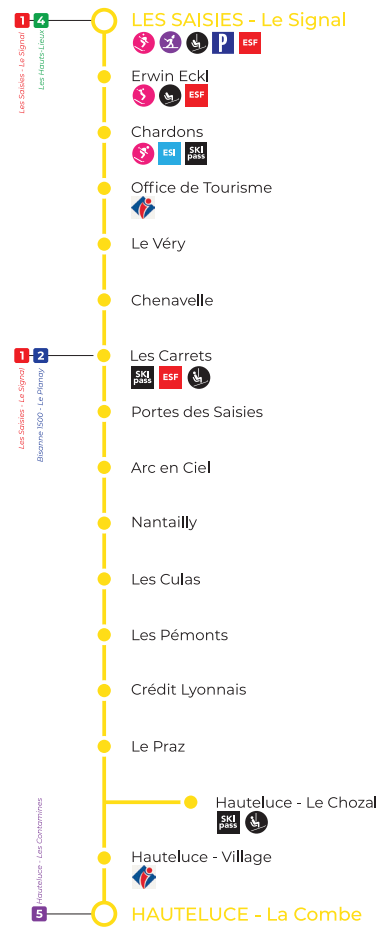 1 4 LES SAISIES - Le Signal
Les Saisies - Le Signal
Les Hauts-Lieux
P ESF
Erwin Eckl
ESF
Chardons
ESI SKI pass
Office de Tourisme
Le Véry
Chenavelle
1 2 Les Carrets
Les Saisies - Le Signal
Bisanne 1500 - Le Planay
SKI pass ESF
Portes des Saisies
Arc en Ciel
Nantailly
Les Culas
Les Pémonts
Crédit Lyonnais
Le Praz
Hauteluce - Le Chozal
SKI pass
Hauteluce - Village
Hauteluce - Les Contamines
5 HAUTELUCE - La Combe